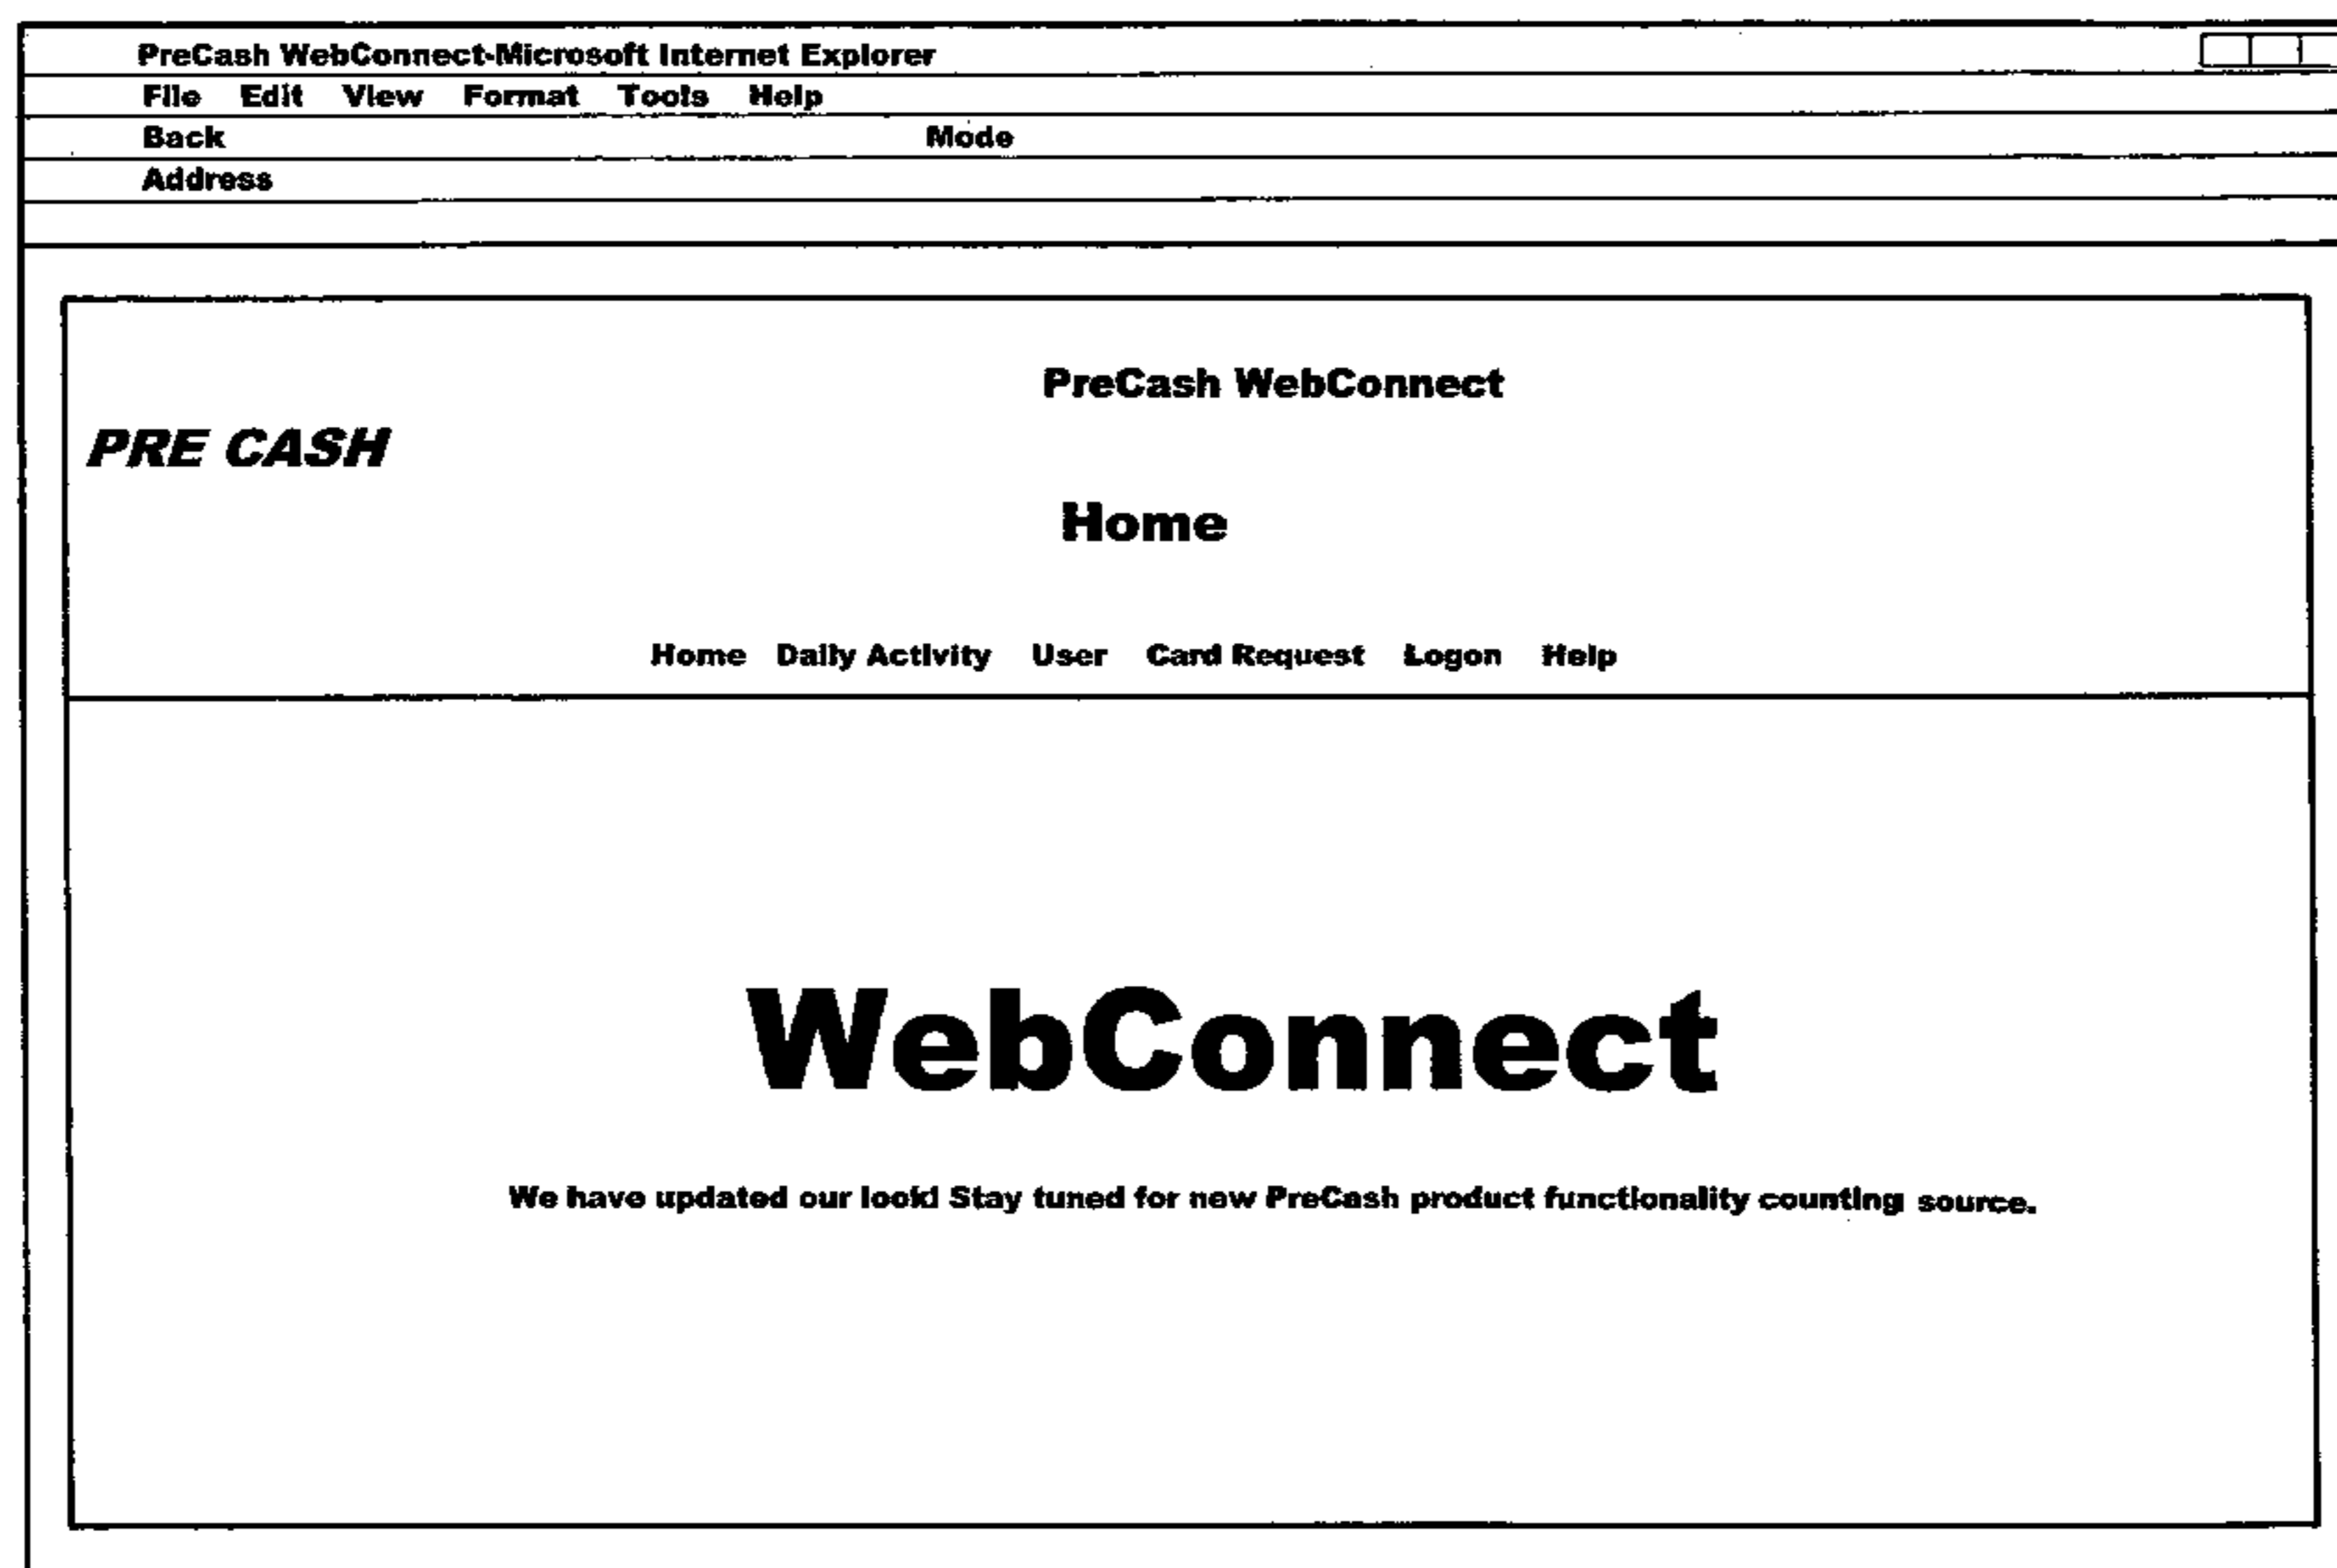 PreCash WebConnect-Microsoft Internet Explorer
File Edit View Format Tools Help
Back Mode
Address
PreCash WebConnect
PRE CASH
Home
Home Daily Activity User Card Request Logon Help
WebConnect
We have updated our look! Stay tuned for new PreCash product functionality counting source.